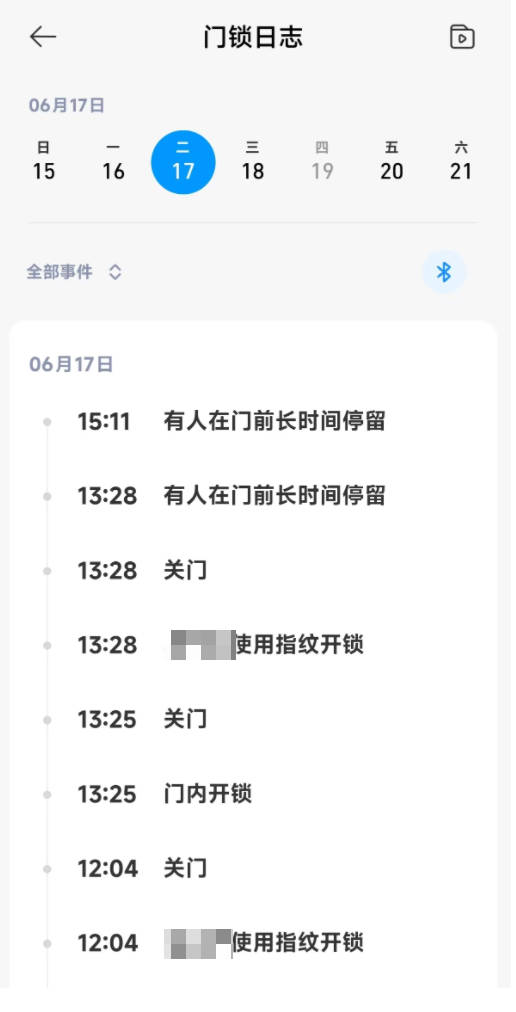 门锁日志
06月17日
日 一 二 三 四 五 六
15 16 17 18 19 20 21
全部事件
06月17日
15:11 有人在门前长时间停留
13:28 有人在门前长时间停留
13:28 关门
13:28 使用指纹开锁
13:25 关门
13:25 门内开锁
12:04 关门
12:04 使用指纹开锁